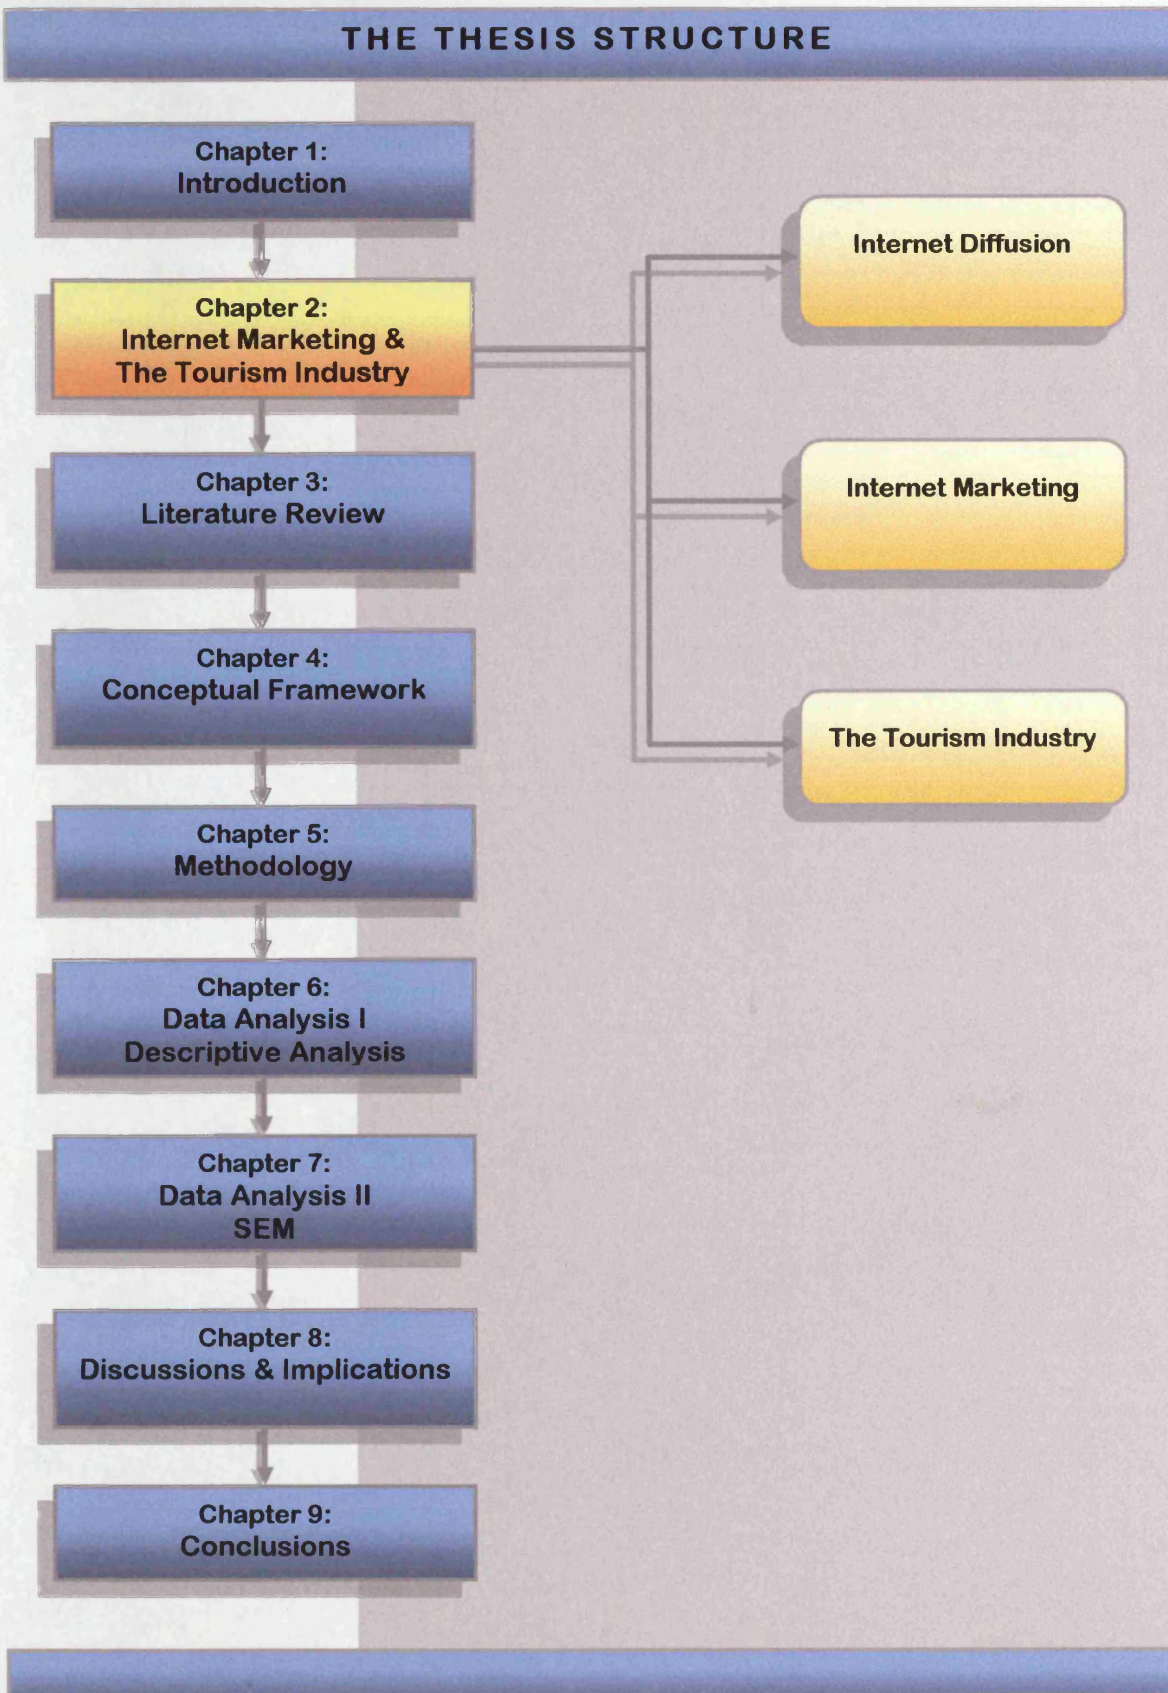 THE THESIS STRUCTURE
Chapter 1:
Introduction
Chapter 2:
Internet Marketing &
The Tourism Industry
Chapter 3:
Literature Review
Chapter 4:
Conceptual Framework
Chapter 5:
Methodology
Chapter 6:
Data Analysis I
Descriptive Analysis
Chapter 7:
Data Analysis II
SEM
Chapter 8:
Discussions & Implications
Chapter 9:
Conclusions
Internet Diffusion
Internet Marketing
The Tourism Industry